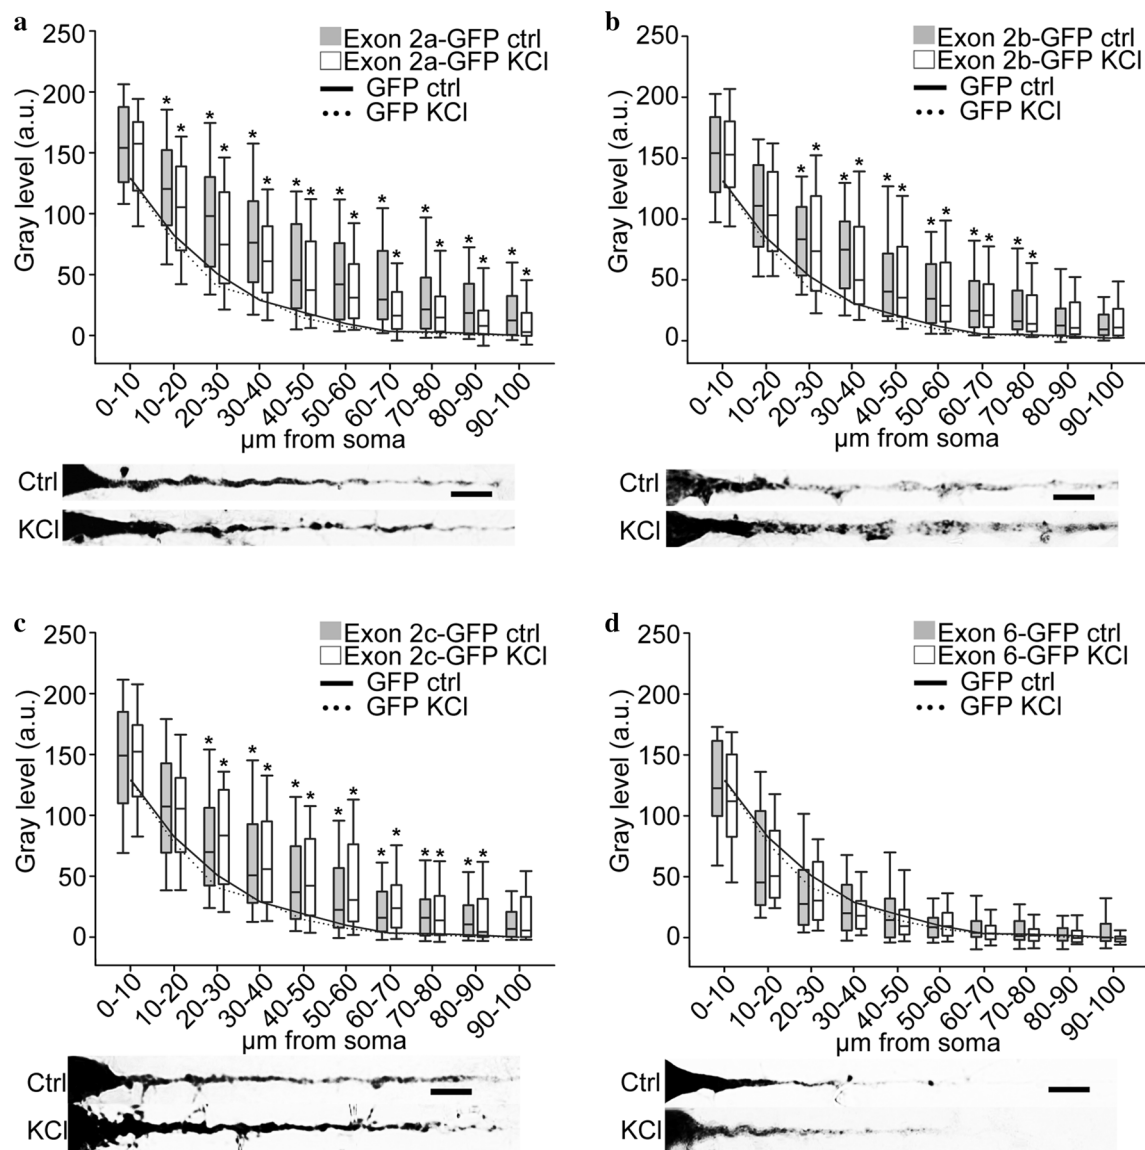 a
250
200
150
100
50
0
Gray level (a.u.)
Exon 2a-GFP ctrl
Exon 2a-GFP KCl
GFP ctrl
GFP KCl
* * * * * * * * * * * * * * * * * *
0-10 10-20 20-30 30-40 40-50 50-60 60-70 70-80 80-90 90-100
µm from soma
Ctrl
KCl
b
250
200
150
100
50
0
Gray level (a.u.)
Exon 2b-GFP ctrl
Exon 2b-GFP KCl
GFP ctrl
GFP KCl
* * * * * * * * * * * *
0-10 10-20 20-30 30-40 40-50 50-60 60-70 70-80 80-90 90-100
µm from soma
Ctrl
KCl
c
250
200
150
100
50
0
Gray level (a.u.)
Exon 2c-GFP ctrl
Exon 2c-GFP KCl
GFP ctrl
GFP KCl
* * * * * * * * * * * * * *
0-10 10-20 20-30 30-40 40-50 50-60 60-70 70-80 80-90 90-100
µm from soma
Ctrl
KCl
d
250
200
150
100
50
0
Gray level (a.u.)
Exon 6-GFP ctrl
Exon 6-GFP KCl
GFP ctrl
GFP KCl
0-10 10-20 20-30 30-40 40-50 50-60 60-70 70-80 80-90 90-100
µm from soma
Ctrl
KCl